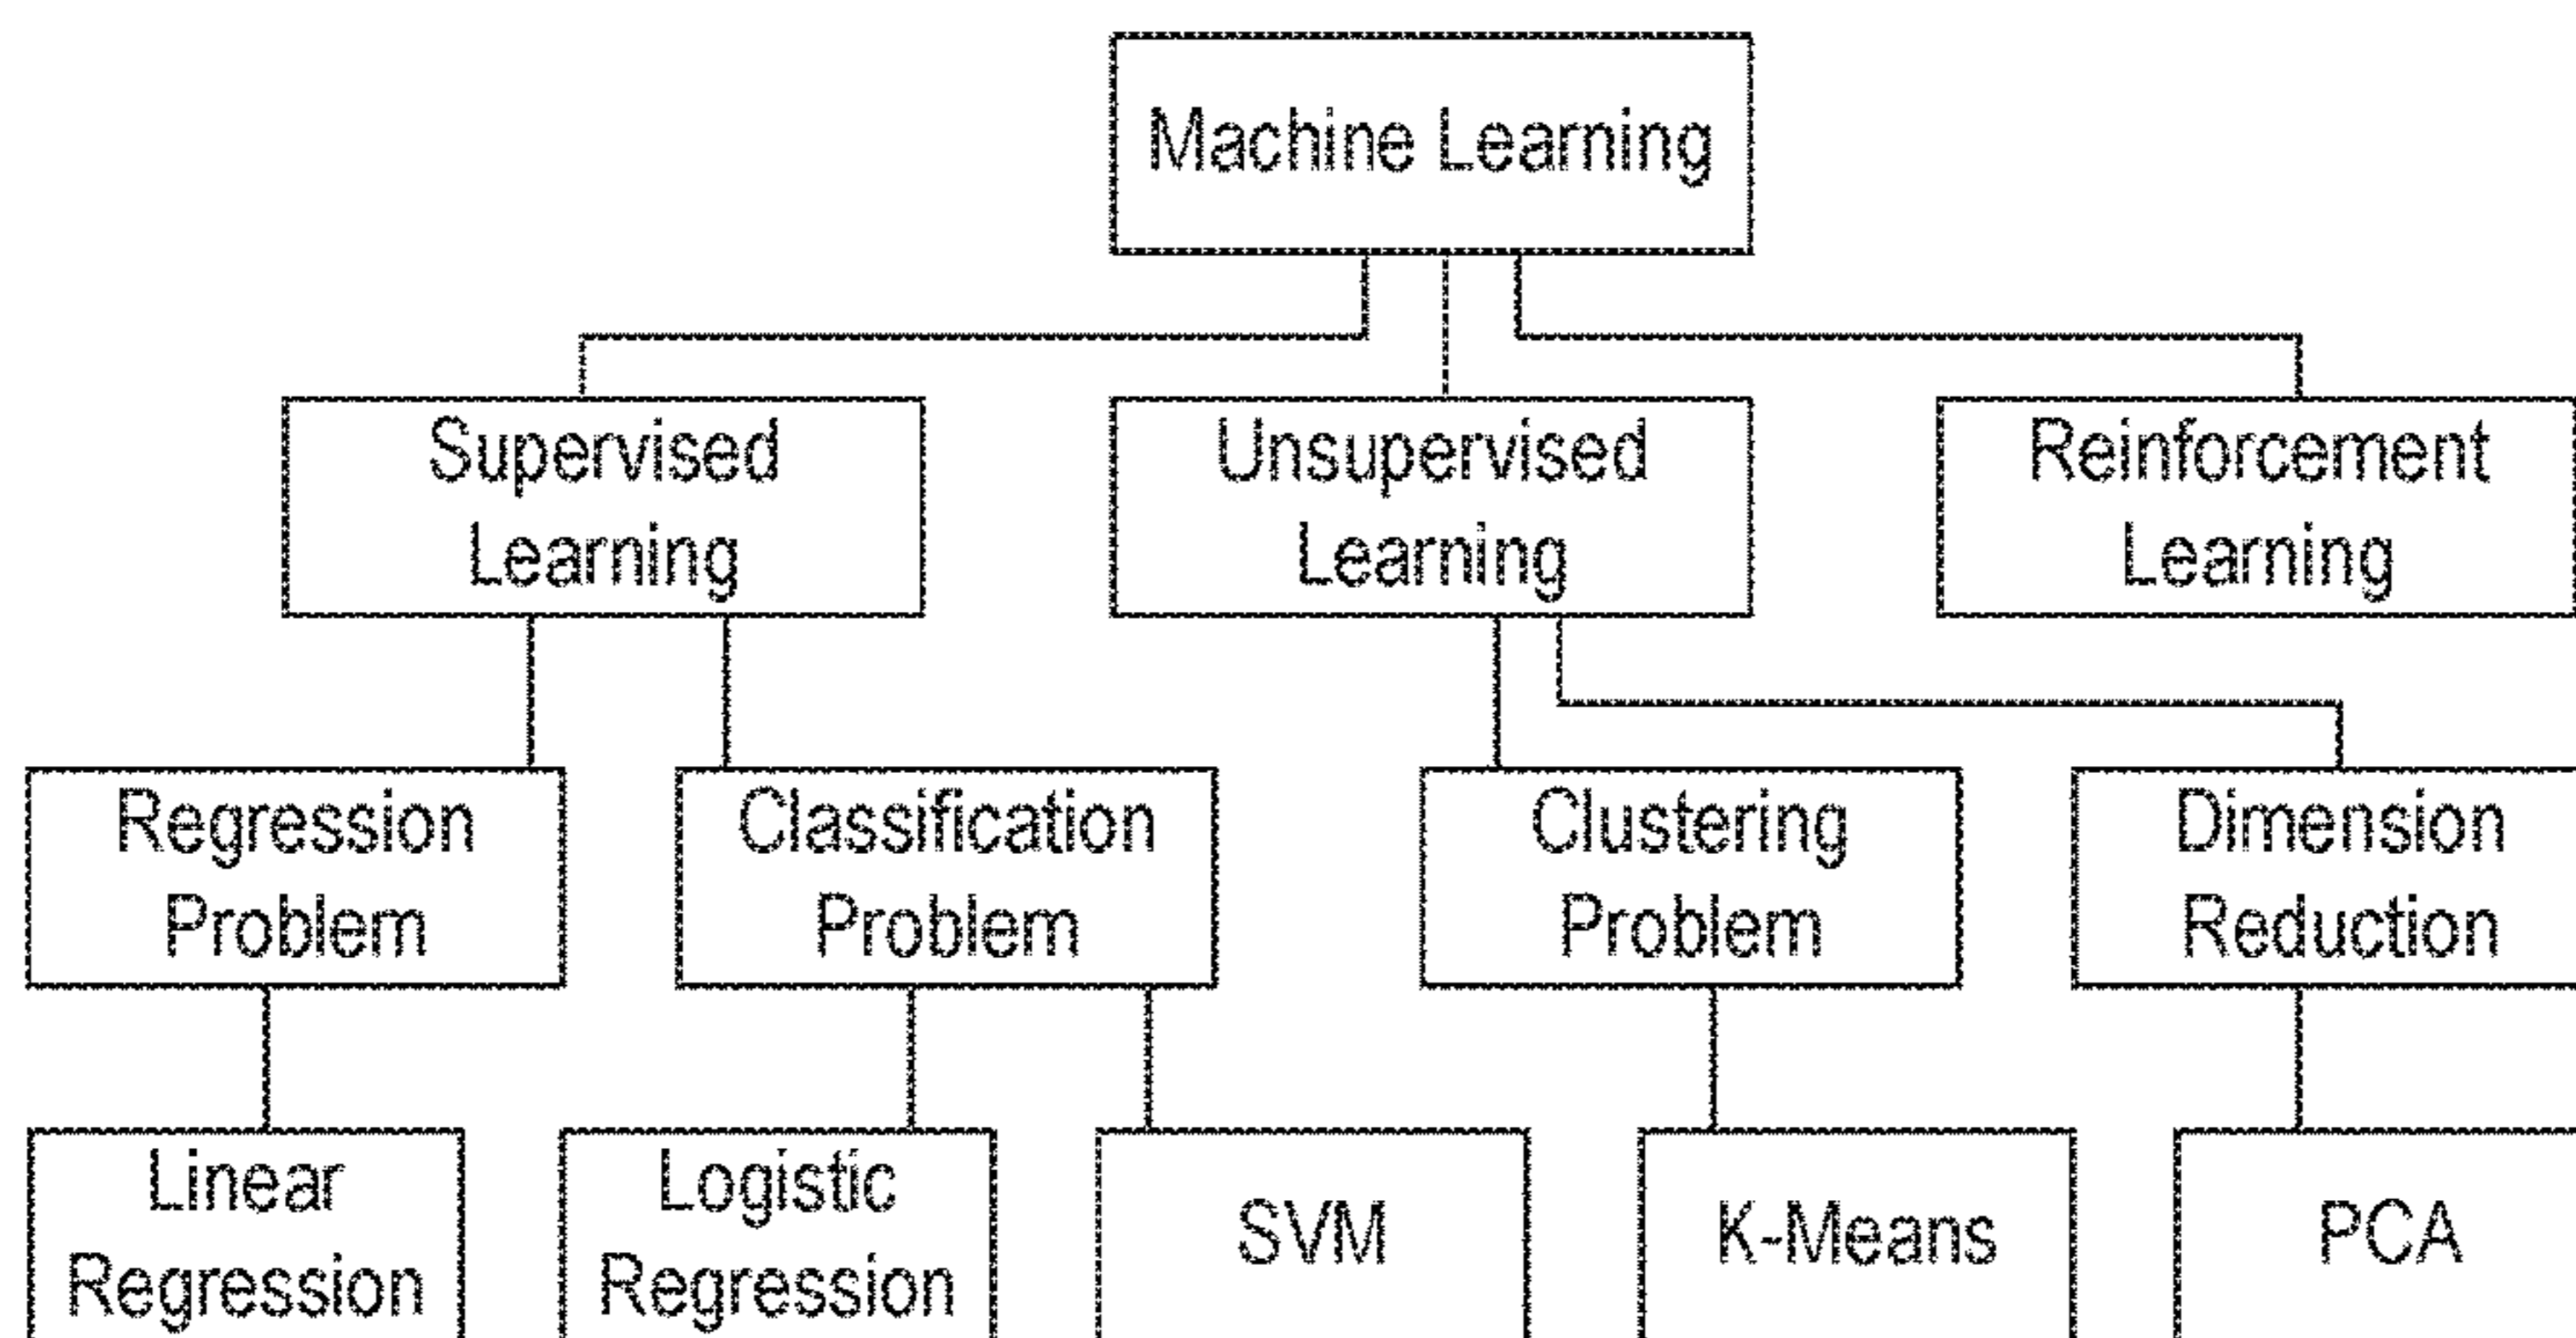 Machine Learning
Supervised
Learning
Unsupervised
Learning
Reinforcement
Learning
Regression
Problem
Classification
Problem
Clustering
Problem
Dimension
Reduction
Linear
Regression
Logistic
Regression
SVM
K-Means
PCA